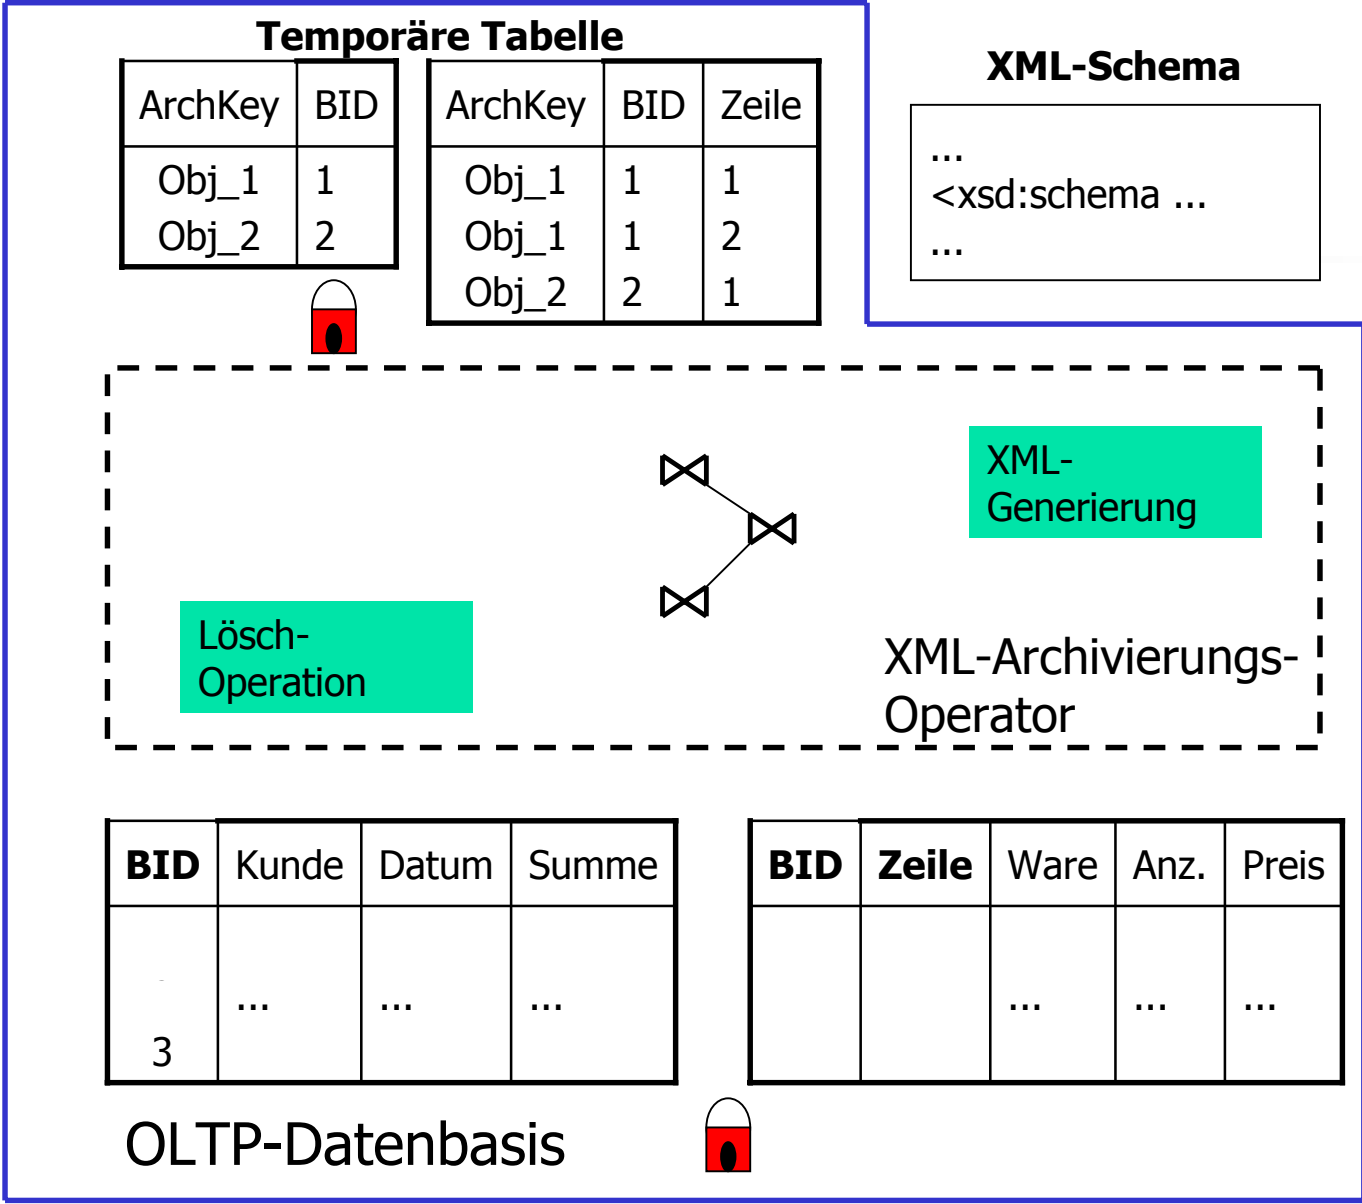 Temporäre Tabelle
ArchKey BID
Obj_1 1
Obj_2 2
ArchKey BID Zeile
Obj_1 1 1
Obj_1 1 2
Obj_2 2 1
XML-Schema
...
<xsd:schema ...
...
XML-
Generierung
Lösch-
Operation
XML-Archivierungs-
Operator
BID Kunde Datum Summe
... ... ...
3
BID Zeile Ware Anz. Preis
... ... ...
OLTP-Datenbasis